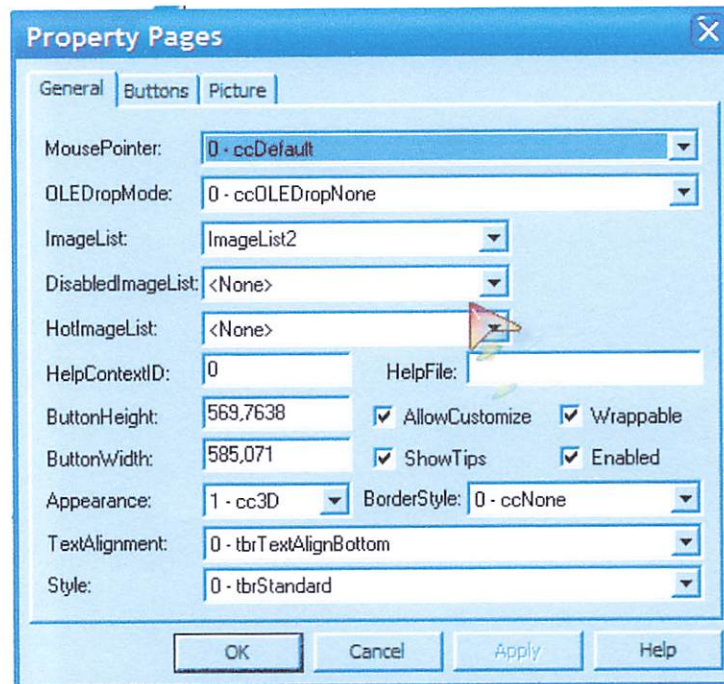 Property Pages
General Buttons Picture
MousePointer: 0 - ccDefault
OLEDropMode: 0 - ccOLEDropNone
ImageList: ImageList2
DisabledImageList: <None>
HotImageList: <None>
HelpContextID: 0 HelpFile:
ButtonHeight: 569,7638 AllowCustomize Wrappable
ButtonWidth: 585,071 ShowTips Enabled
Appearance: 1 - cc3D BorderStyle: 0 - ccNone
TextAlignment: 0 - tbrTextAlignBottom
Style: 0 - tbrStandard
OK Cancel Apply Help